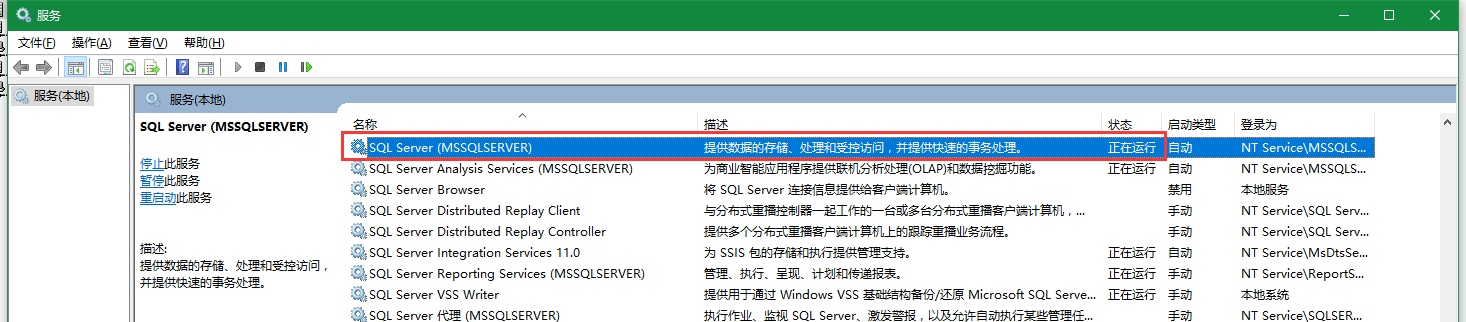 服务
文件(F) 操作(A) 查看(V) 帮助(H)
服务(本地)
服务(本地)
SQL Server (MSSQLSERVER)
停止此服务
暂停此服务
重启动此服务
描述:
提供数据的存储、处理和受控访问，
并提供快速的事务处理。
名称 描述 状态 启动类型 登录为
SQL Server (MSSQLSERVER) 提供数据的存储、处理和受控访问，并提供快速的事务处理。 正在运行 自动 NT Service\MSSQLS...
SQL Server Analysis Services (MSSQLSERVER) 为商业智能应用程序提供联机分析处理(OLAP)和数据挖掘功能。 正在运行 自动 NT Service\MSSQLS...
SQL Server Browser 将 SQL Server 连接信息提供给客户端计算机。 禁用 本地服务
SQL Server Distributed Replay Client 与分布式重播控制器一起工作的一台或多台分布式重播客户端计算机，... 手动 NT Service\SQL Serv...
SQL Server Distributed Replay Controller 提供多个分布式重播客户端计算机上的跟踪重播业务流程。 手动 NT Service\SQL Serv...
SQL Server Integration Services 11.0 为 SSIS 包的存储和执行提供管理支持。 正在运行 自动 NT Service\MsDtsSe...
SQL Server Reporting Services (MSSQLSERVER) 管理、执行、呈现、计划和传递报表。 正在运行 手动 NT Service\ReportS...
SQL Server VSS Writer 提供用于通过 Windows VSS 基础结构备份/还原 Microsoft SQL Serve... 正在运行 手动 本地系统
SQL Server 代理 (MSSQLSERVER) 执行作业、监视 SQL Server、激发警报，以及允许自动执行某些管理任... 手动 NT Service\SQLSER...